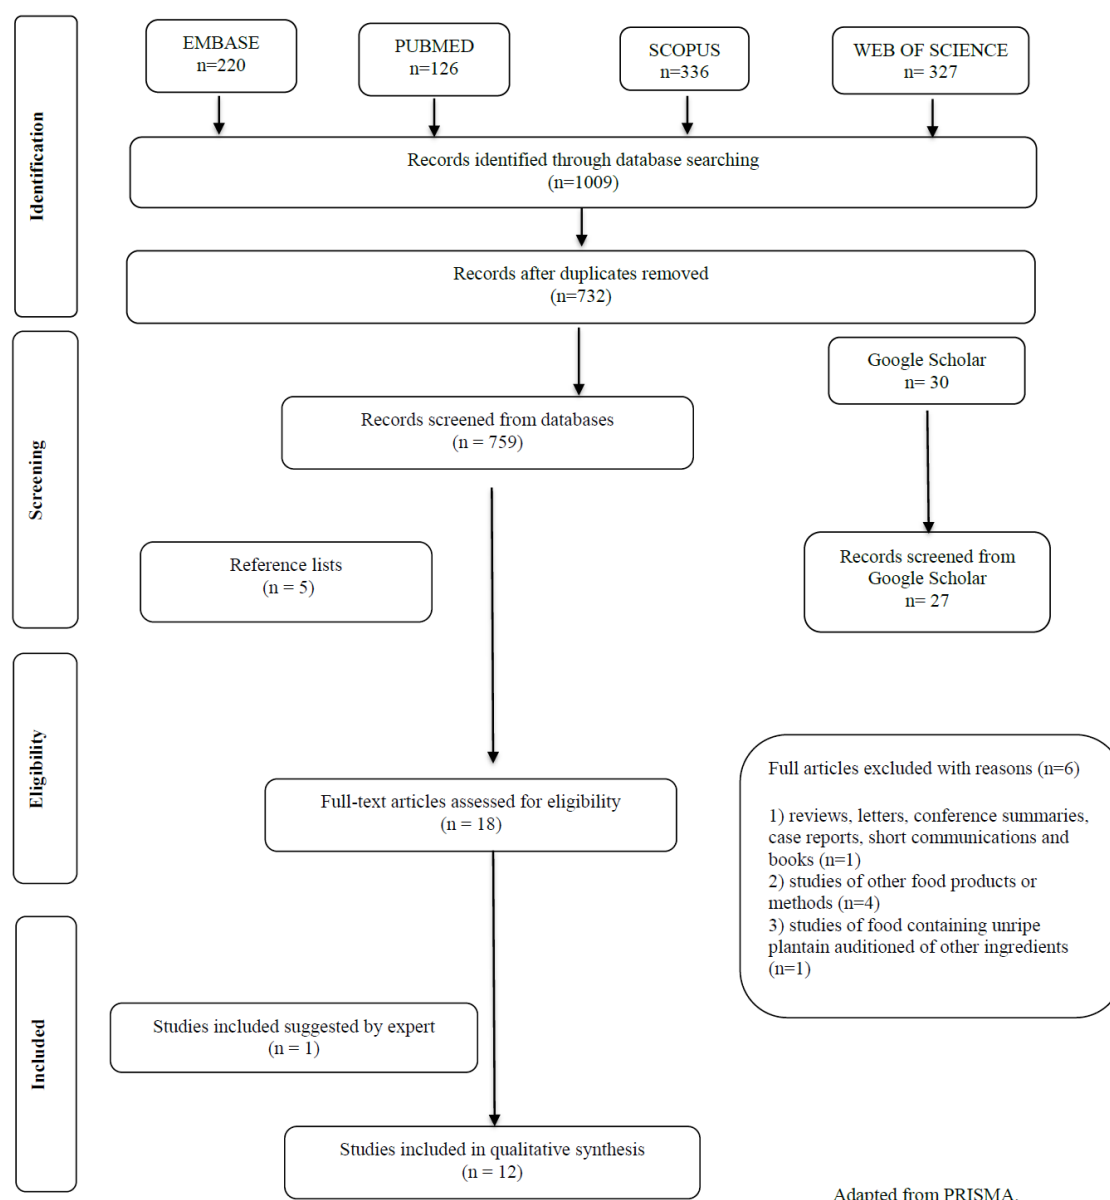 EMBASE
n=220
PUBMED
n=126
SCOPUS
n=336
WEB OF SCIENCE
n= 327
Identification
Records identified through database searching
(n=1009)
Records after duplicates removed
(n=732)
Screening
Google Scholar
n= 30
Records screened from databases
(n = 759)
Reference lists
(n = 5)
Records screened from
Google Scholar
n= 27
Eligibility
Full-text articles assessed for eligibility
(n = 18)
Full articles excluded with reasons (n=6)
1) reviews, letters, conference summaries,
case reports, short communications and
books (n=1)
2) studies of other food products or
methods (n=4)
3) studies of food containing unripe
plantain auditioned of other ingredients
(n=1)
Included
Studies included suggested by expert
(n = 1)
Studies included in qualitative synthesis
(n = 12)
Adapted from PRISMA.